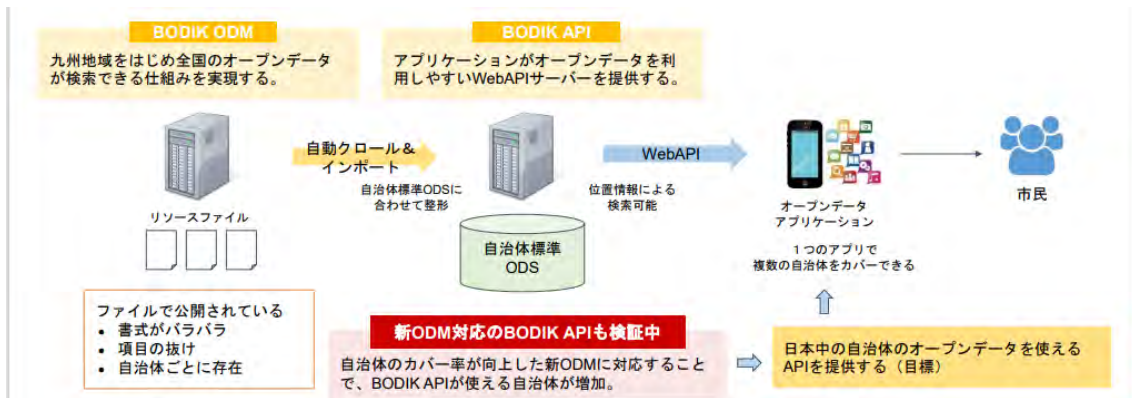 BODIK ODM
九州地域をはじめ全国のオープンデータ
が検索できる仕組みを実現する。
BODIK API
アプリケーションがオープンデータを利
用しやすいWebAPIサーバーを提供する。
自動クロール＆
インポート
自治体標準ODSに
合わせて整形
WebAPI
位置情報による
検索可能
リソースファイル
自治体標準
ODS
オープンデータ
アプリケーション
１つのアプリで
複数の自治体をカバーできる
市民
ファイルで公開されている
• 書式がバラバラ
• 項目の抜け
• 自治体ごとに存在
新ODM対応のBODIK APIも検証中
自治体のカバー率が向上した新ODMに対応すること
で、BODIK APIが使える自治体が増加。
日本中の自治体のオープンデータを使える
APIを提供する（目標）